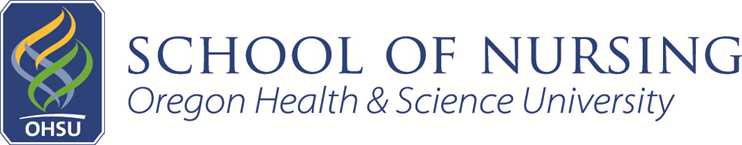 SCHOOL OF NURSING
Oregon Health & Science University
OHSU